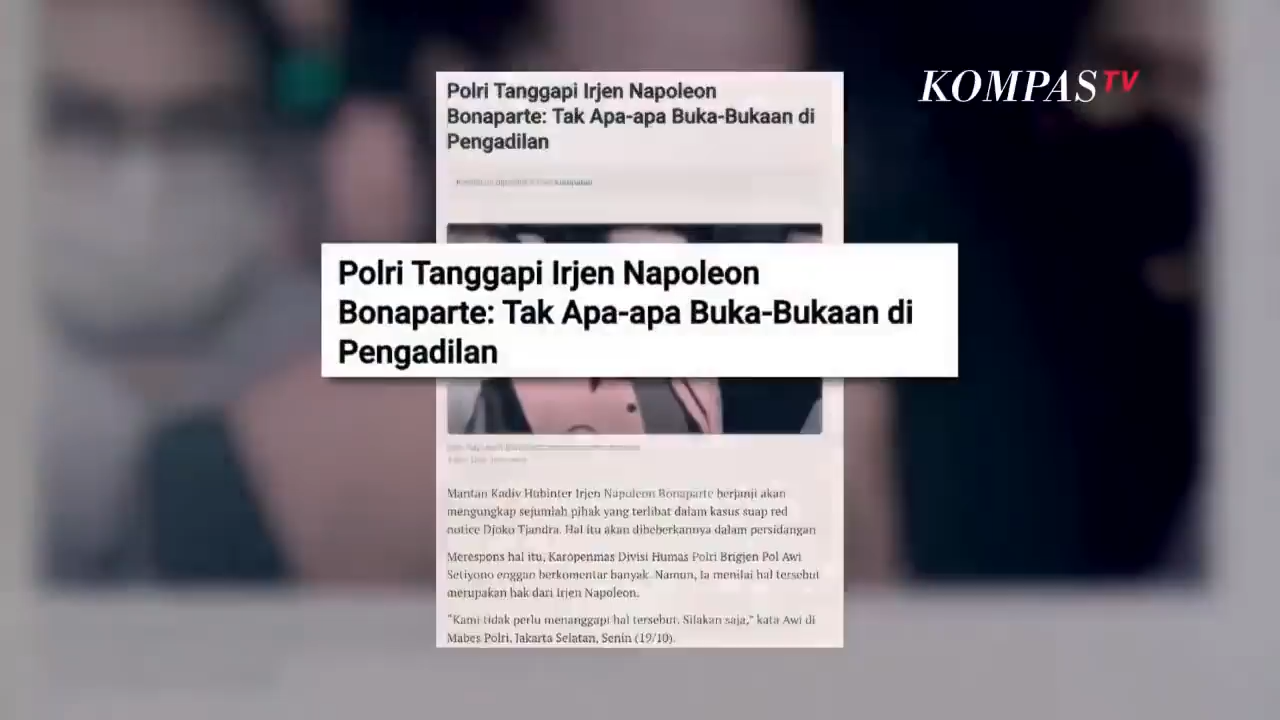 KOMPAS TV
Polri Tanggapi Irjen Napoleon
Bonaparte: Tak Apa-apa Buka-Bukaan di
Pengadilan
Polri Tanggapi Irjen Napoleon
Bonaparte: Tak Apa-apa Buka-Bukaan di
Pengadilan
Mantan Kadiv Hubinter Irjen Napoleon Bonaparte berjanji akan
mengungkap sejumlah pihak yang terlibat dalam kasus suap red
notice Djoko Tjandra. Hal itu akan dibeberkannya dalam persidangan
Merespons hal itu, Karopenmas Divisi Humas Polri Brigjen Pol Awi
Setiyono enggan berkomentar banyak. Namun, Ia menilai hal tersebut
merupakan hak dari Irjen Napoleon.
"Kami tidak perlu menanggapi hal tersebut. Silakan saja," kata Awi di
Mabes Polri, Jakarta Selatan, Senin (19/10).